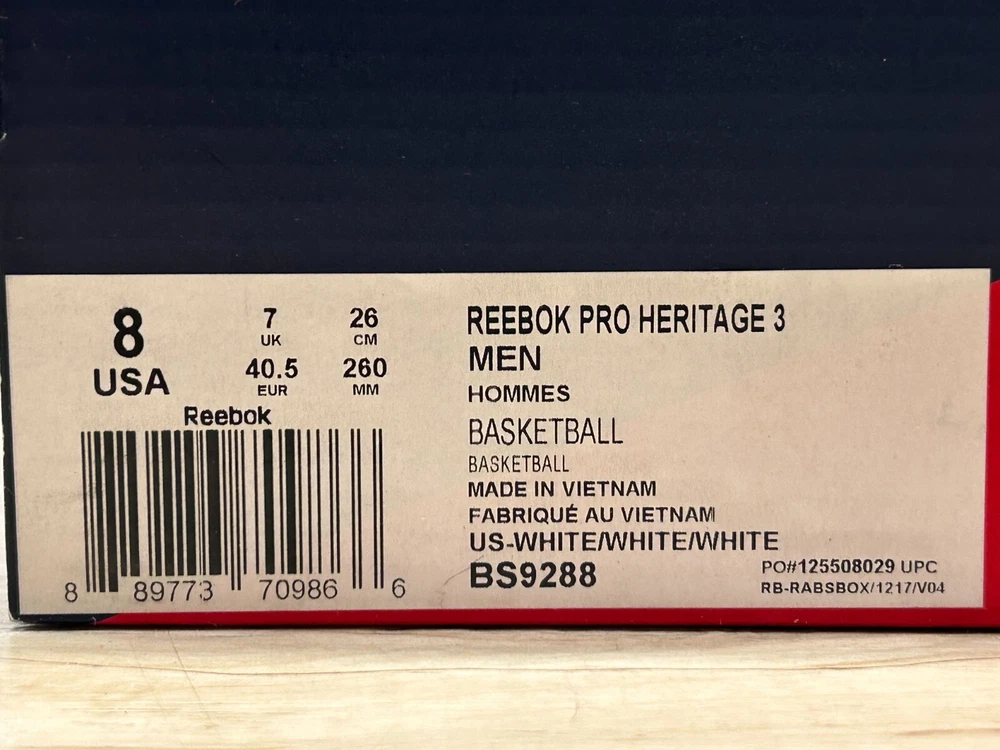 8
USA
7
UK
26
CM
40.5
EUR
260
MM
Reebok
8 89773 70986 6
REEBOK PRO HERITAGE 3
MEN
HOMMES
BASKETBALL
BASKETBALL
MADE IN VIETNAM
FABRIQUÉ AU VIETNAM
US-WHITE/WHITE/WHITE
BS9288
PO#125508029 UPC
RB-RABSBOX/1217/V04